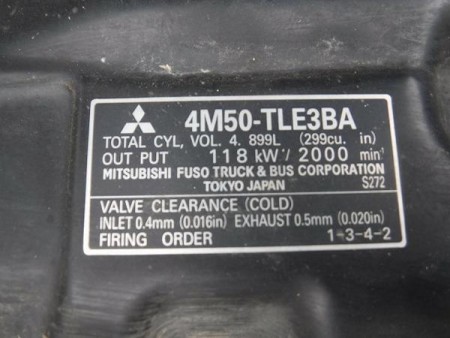 4M50-TLE3BA
TOTAL CYL, VOL. 4. 899L (299cu. in)
OUT PUT 118 kW / 2000 min⁻¹
MITSUBISHI FUSO TRUCK & BUS CORPORATION
TOKYO JAPAN S272
VALVE CLEARANCE (COLD)
INLET 0.4mm (0.016in) EXHAUST 0.5mm (0.020in)
FIRING ORDER 1-3-4-2